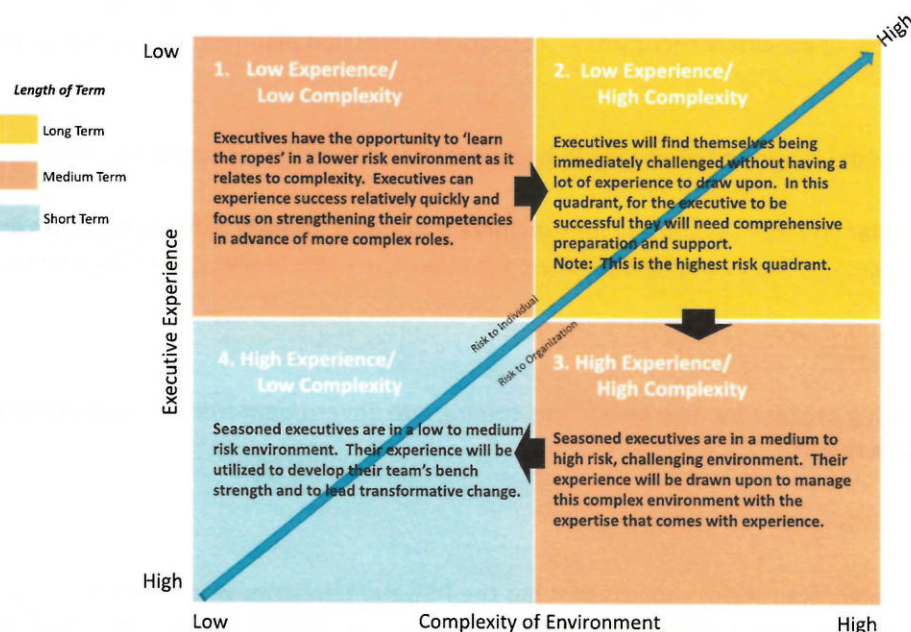 High
Low
Length of Term
Long Term
Medium Term
Short Term
Executive Experience
1. Low Experience/
Low Complexity
Executives have the opportunity to ‘learn
the ropes’ in a lower risk environment as it
relates to complexity. Executives can
experience success relatively quickly and
focus on strengthening their competencies
in advance of more complex roles.
2. Low Experience/
High Complexity
Executives will find themselves being
immediately challenged without having a
lot of experience to draw upon. In this
quadrant, for the executive to be
successful they will need comprehensive
preparation and support.
Note: This is the highest risk quadrant.
Risk to Individual
Risk to Organization
4. High Experience/
Low Complexity
Seasoned executives are in a low to medium
risk environment. Their experience will be
utilized to develop their team's bench
strength and to lead transformative change.
3. High Experience/
High Complexity
Seasoned executives are in a medium to
high risk, challenging environment. Their
experience will be drawn upon to manage
this complex environment with the
expertise that comes with experience.
High
Low
Complexity of Environment
High